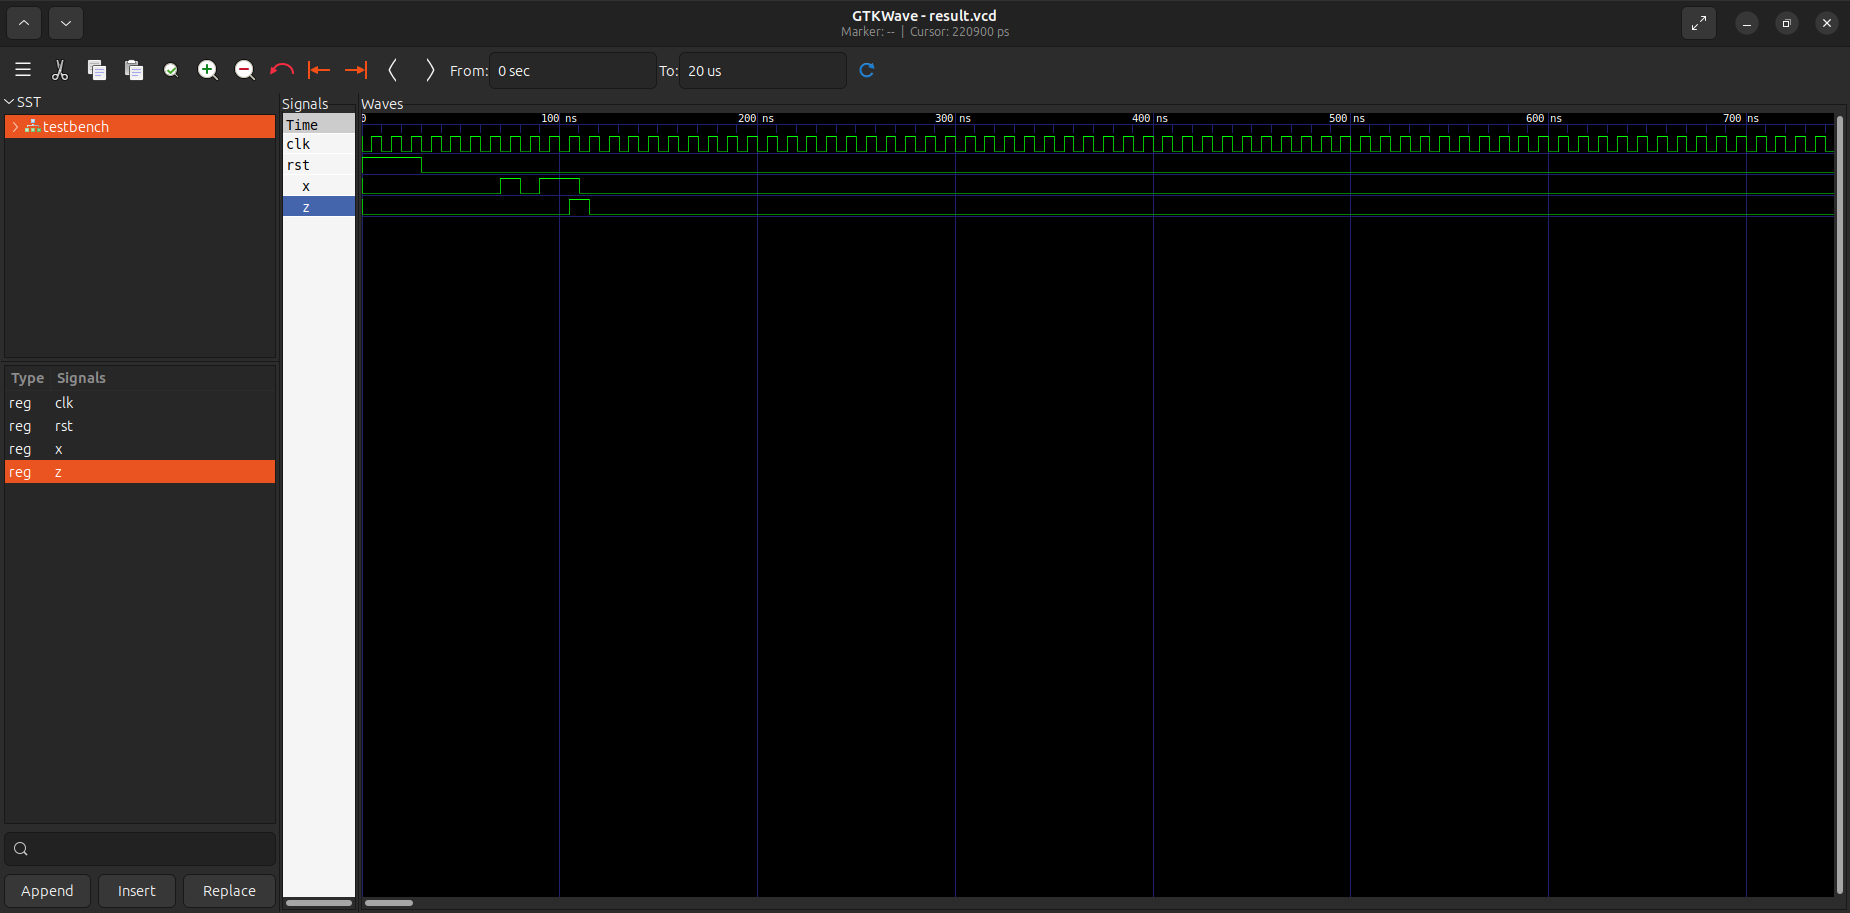 GTKWave - result.vcd
Marker: -- | Cursor: 220900 ps
From: 0 sec To: 20 us
SST
testbench
Type Signals
reg clk
reg rst
reg x
reg z
Append Insert Replace
Signals
Time
clk
rst
x
z
Waves
0 100 ns 200 ns 300 ns 400 ns 500 ns 600 ns 700 ns